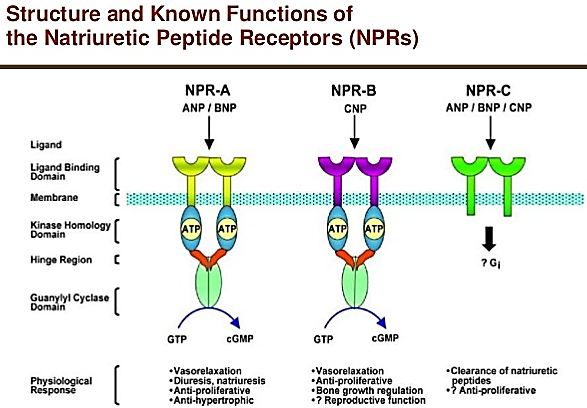 Structure and Known Functions of
the Natriuretic Peptide Receptors (NPRs)
NPR-A
ANP / BNP
NPR-B
CNP
NPR-C
ANP / BNP / CNP
Ligand
Ligand Binding
Domain
Membrane
Kinase Homology
Domain
ATP
ATP
ATP
ATP
Hinge Region
? Gi
Guanylyl Cyclase
Domain
GTP
cGMP
GTP
cGMP
Physiological
Response
•Vasorelaxation
•Diuresis, natriuresis
•Anti-proliferative
•Anti-hypertrophic
•Vasorelaxation
•Anti-proliferative
•Bone growth regulation
•? Reproductive function
•Clearance of natriuretic
peptides
•? Anti-proliferative